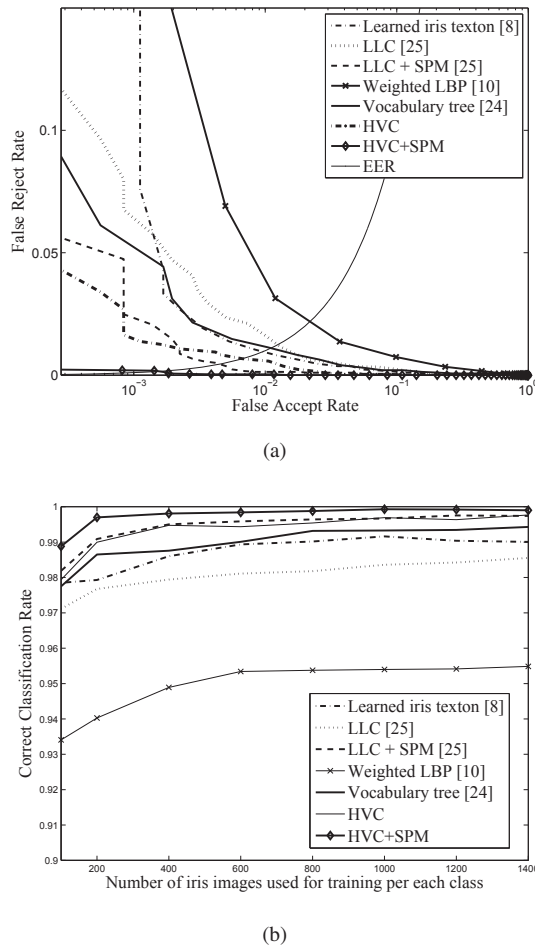 Learned iris texton [8]
LLC [25]
LLC + SPM [25]
Weighted LBP [10]
Vocabulary tree [24]
HVC
HVC+SPM
EER
0.1
0.05
0
False Reject Rate
10⁻³ 10⁻² 10⁻¹ 10⁰
False Accept Rate
(a)
1
0.99
0.98
0.97
0.96
0.95
0.94
0.93
0.92
0.91
0.9
Correct Classification Rate
Learned iris texton [8]
LLC [25]
LLC + SPM [25]
Weighted LBP [10]
Vocabulary tree [24]
HVC
HVC+SPM
200 400 600 800 1000 1200 1400
Number of iris images used for training per each class
(b)